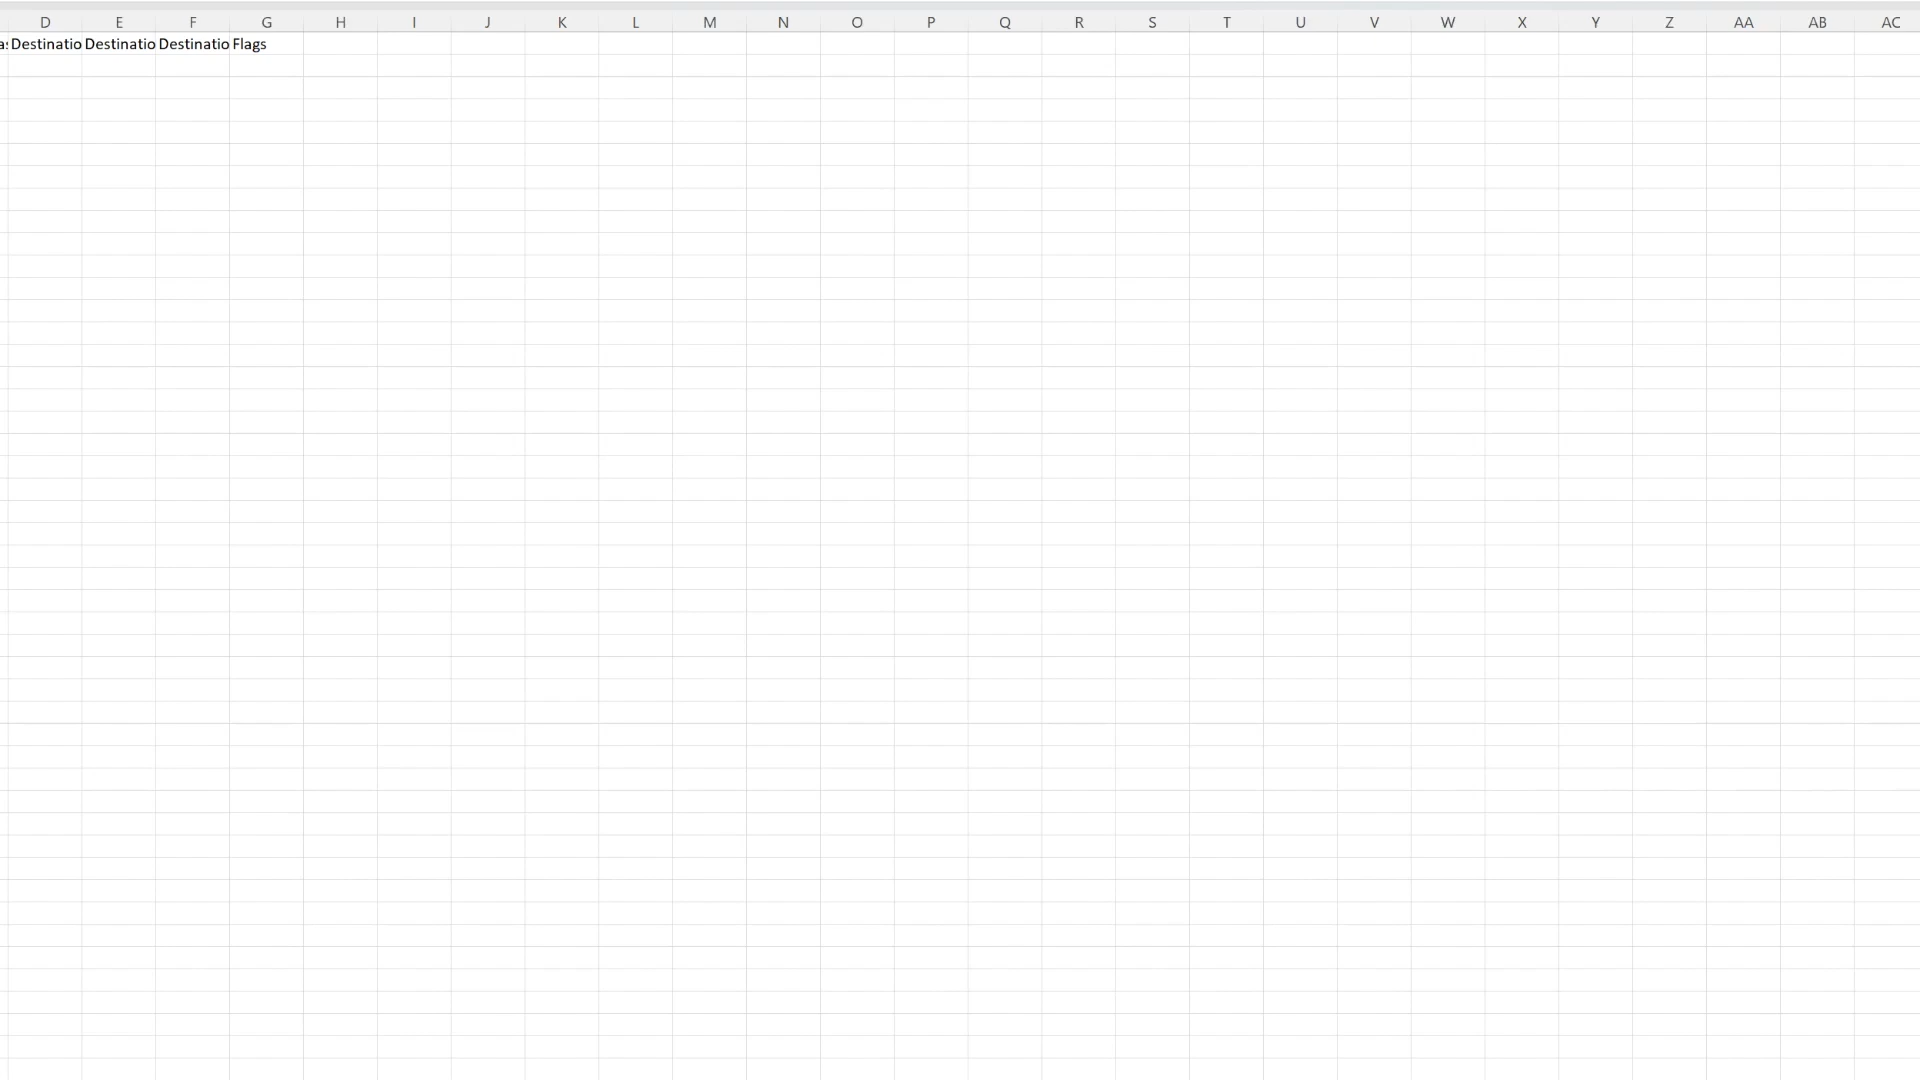 D E F G H I J K L M N O P Q R S T U V W X Y Z AA AB AC
Destinatio Destinatio Destinatio Flags